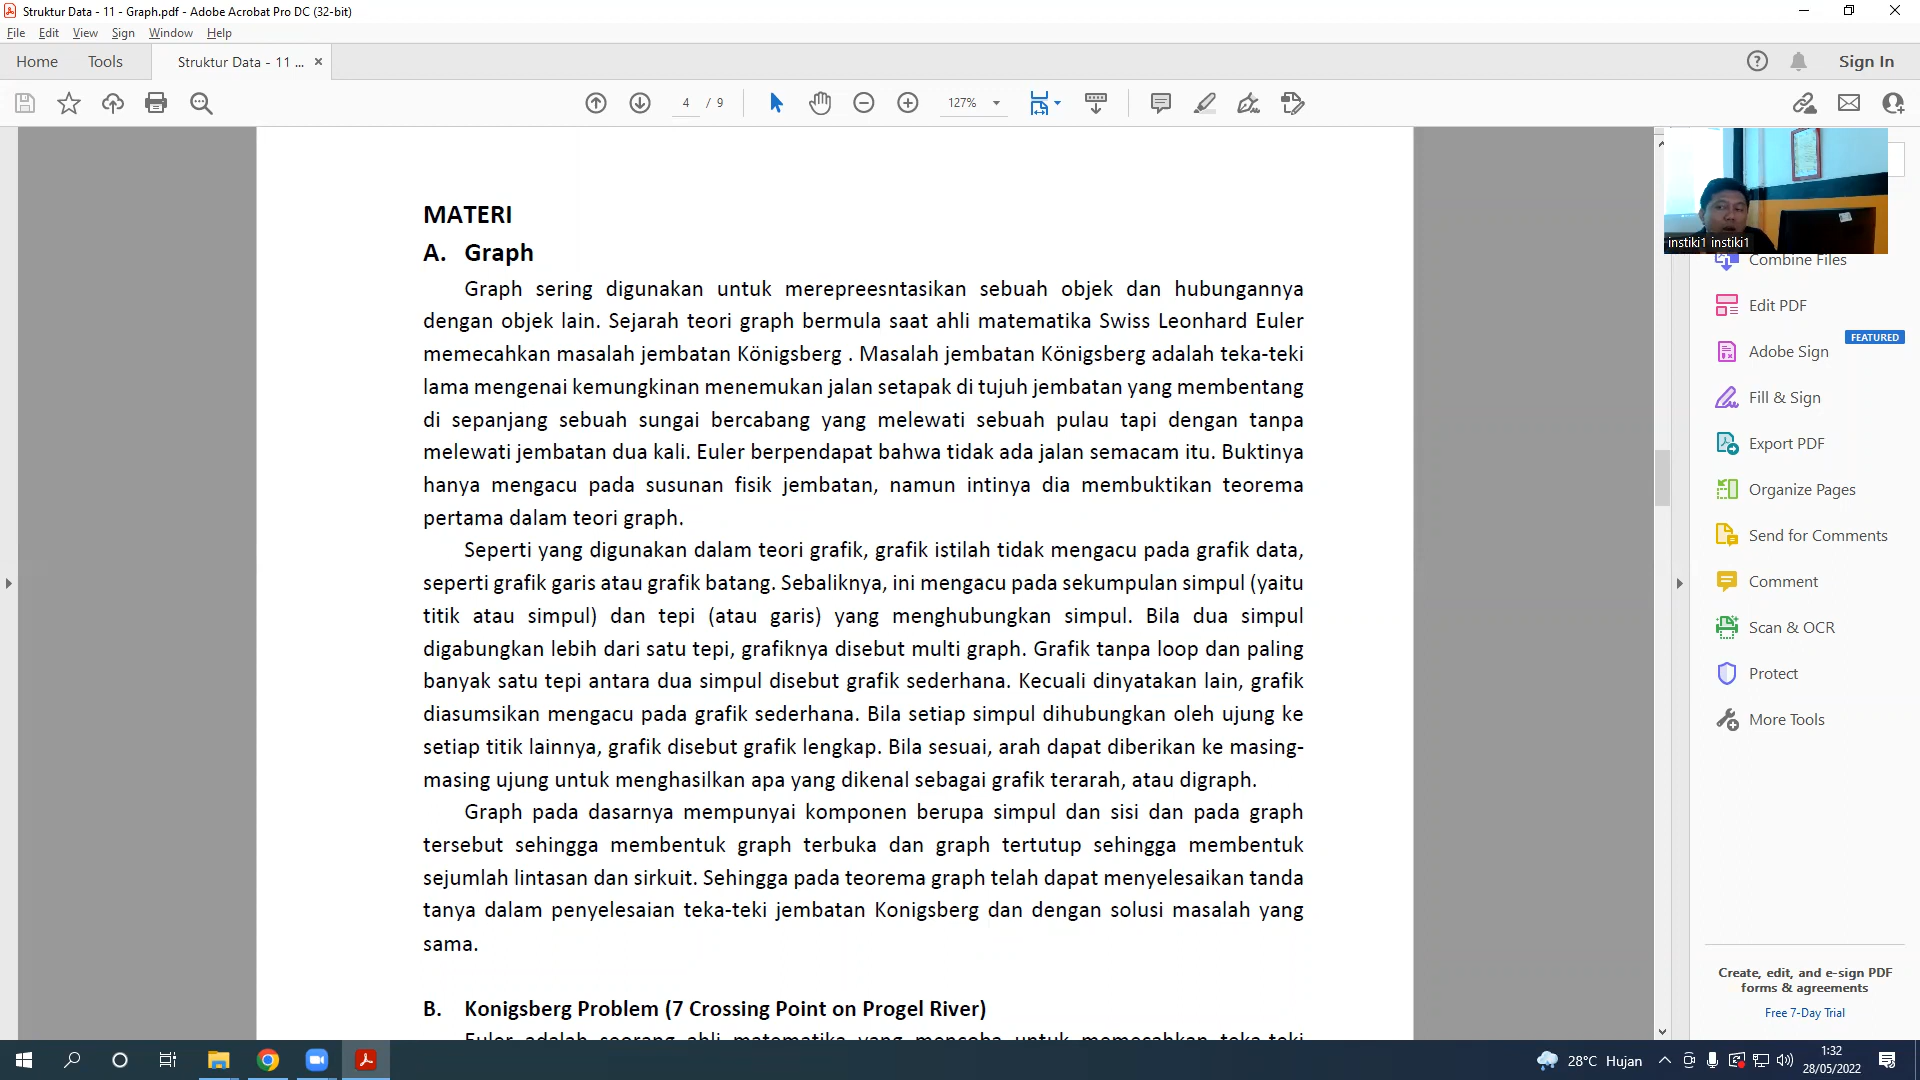 Struktur Data - 11 - Graph.pdf - Adobe Acrobat Pro DC (32-bit)
File Edit View Sign Window Help
Home Tools Struktur Data - 11 ... × Sign In
4 / 9 127%
instiki1 instiki1
MATERI
A. Graph
Graph sering digunakan untuk merepreesntasikan sebuah objek dan hubungannya
dengan objek lain. Sejarah teori graph bermula saat ahli matematika Swiss Leonhard Euler
memecahkan masalah jembatan Königsberg . Masalah jembatan Königsberg adalah teka-teki
lama mengenai kemungkinan menemukan jalan setapak di tujuh jembatan yang membentang
di sepanjang sebuah sungai bercabang yang melewati sebuah pulau tapi dengan tanpa
melewati jembatan dua kali. Euler berpendapat bahwa tidak ada jalan semacam itu. Buktinya
hanya mengacu pada susunan fisik jembatan, namun intinya dia membuktikan teorema
pertama dalam teori graph.
Seperti yang digunakan dalam teori grafik, grafik istilah tidak mengacu pada grafik data,
seperti grafik garis atau grafik batang. Sebaliknya, ini mengacu pada sekumpulan simpul (yaitu
titik atau simpul) dan tepi (atau garis) yang menghubungkan simpul. Bila dua simpul
digabungkan lebih dari satu tepi, grafiknya disebut multi graph. Grafik tanpa loop dan paling
banyak satu tepi antara dua simpul disebut grafik sederhana. Kecuali dinyatakan lain, grafik
diasumsikan mengacu pada grafik sederhana. Bila setiap simpul dihubungkan oleh ujung ke
setiap titik lainnya, grafik disebut grafik lengkap. Bila sesuai, arah dapat diberikan ke masing-
masing ujung untuk menghasilkan apa yang dikenal sebagai grafik terarah, atau digraph.
Graph pada dasarnya mempunyai komponen berupa simpul dan sisi dan pada graph
tersebut sehingga membentuk graph terbuka dan graph tertutup sehingga membentuk
sejumlah lintasan dan sirkuit. Sehingga pada teorema graph telah dapat menyelesaikan tanda
tanya dalam penyelesaian teka-teki jembatan Konigsberg dan dengan solusi masalah yang
sama.
B. Konigsberg Problem (7 Crossing Point on Progel River)
Euler adalah seorang ahli matematika yang mencoba untuk memecahkan teka-teki
Combine Files
Edit PDF
FEATURED
Adobe Sign
Fill & Sign
Export PDF
Organize Pages
Send for Comments
Comment
Scan & OCR
Protect
More Tools
Create, edit, and e-sign PDF
forms & agreements
Free 7-Day Trial
28°C Hujan
1:32
28/05/2022